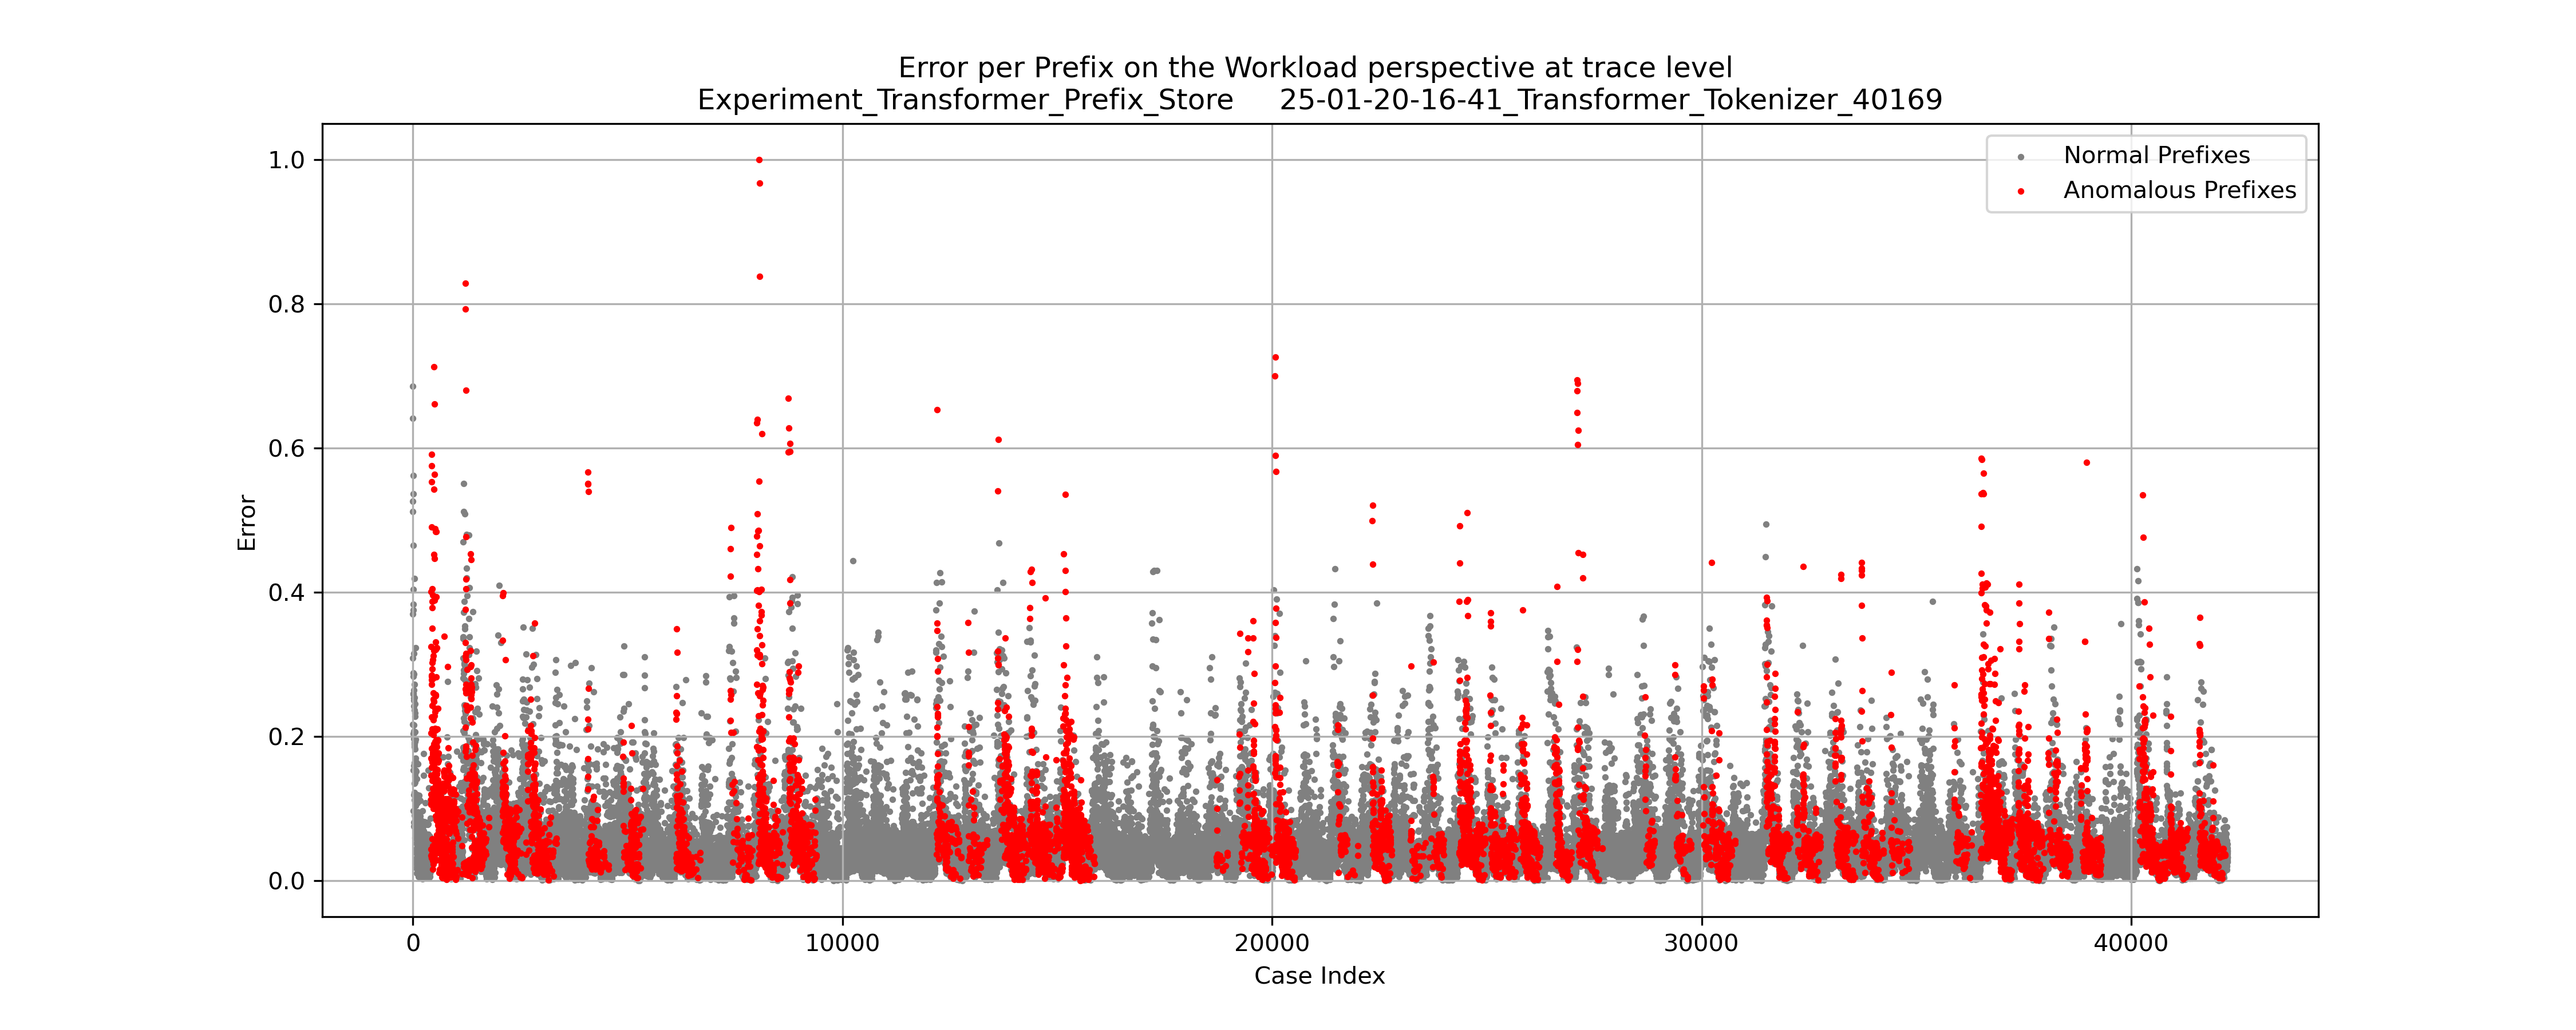 Error per Prefix on the Workload perspective at trace level
Experiment_Transformer_Prefix_Store 25-01-20-16-41_Transformer_Tokenizer_40169
Normal Prefixes
Anomalous Prefixes
1.0
0.8
0.6
0.4
0.2
0.0
Error
0 10000 20000 30000 40000
Case Index